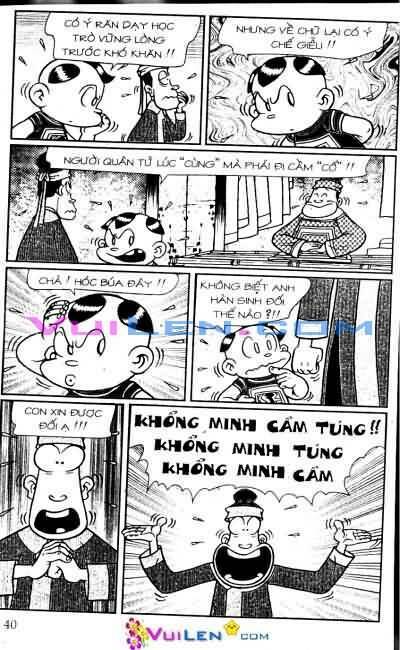 CÓ Ý RĂN DẠY HỌC
TRÒ VỮNG LÒNG
TRƯỚC KHÓ KHĂN !!
NHƯNG VỀ CHỮ LẠI CÓ Ý
CHẾ GIỄU !!
NGƯỜI QUÂN TỬ LÚC "CÙNG" MÀ PHẢI ĐI CẦM "CỐ" !!
CHÀ ! HÓC BÚA ĐÂY !!
KHÔNG BIẾT ANH
HÀN SINH ĐỐI
THẾ NÀO ?!!
VUILEN.COM
CON XIN ĐƯỢC
ĐỐI Ạ !!!
KHỔNG MINH CẦM TÚNG!!
KHỔNG MINH TÚNG
KHỔNG MINH CẦM
40
VUILEN.COM